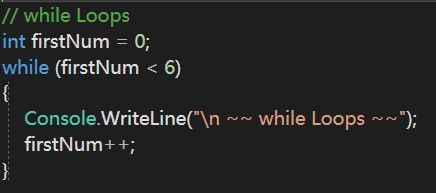 // while Loops
int firstNum = 0;
while (firstNum < 6)
{
    Console.WriteLine("\n ~~ while Loops ~~");
    firstNum++;
}